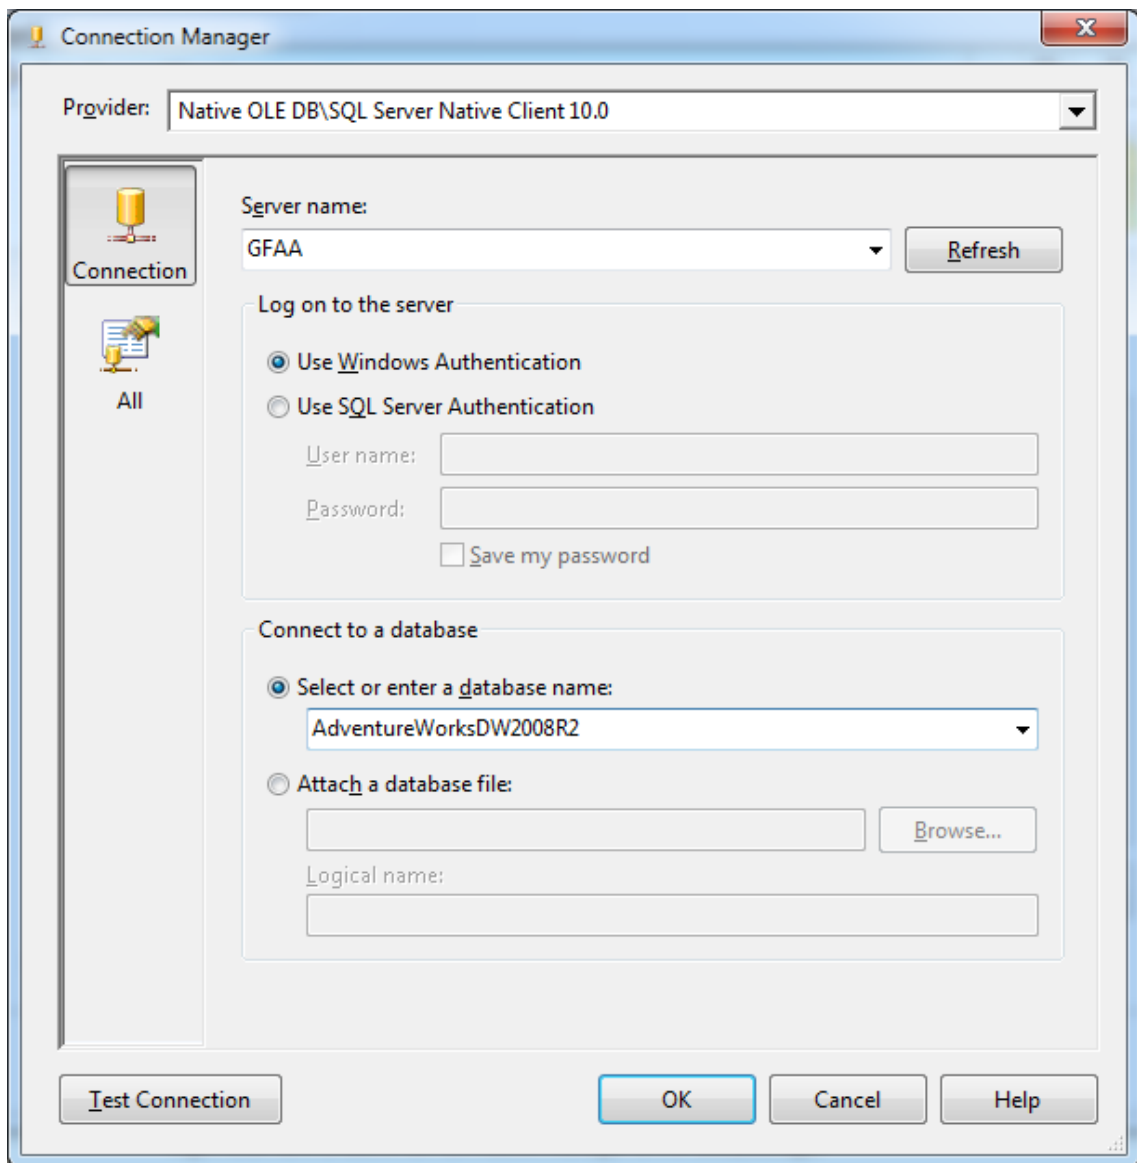 Connection Manager
Provider: Native OLE DB\SQL Server Native Client 10.0
Connection
All
Server name:
GFAA
Refresh
Log on to the server
Use Windows Authentication
Use SQL Server Authentication
User name:
Password:
Save my password
Connect to a database
Select or enter a database name:
AdventureWorksDW2008R2
Attach a database file:
Browse...
Logical name:
Test Connection OK Cancel Help